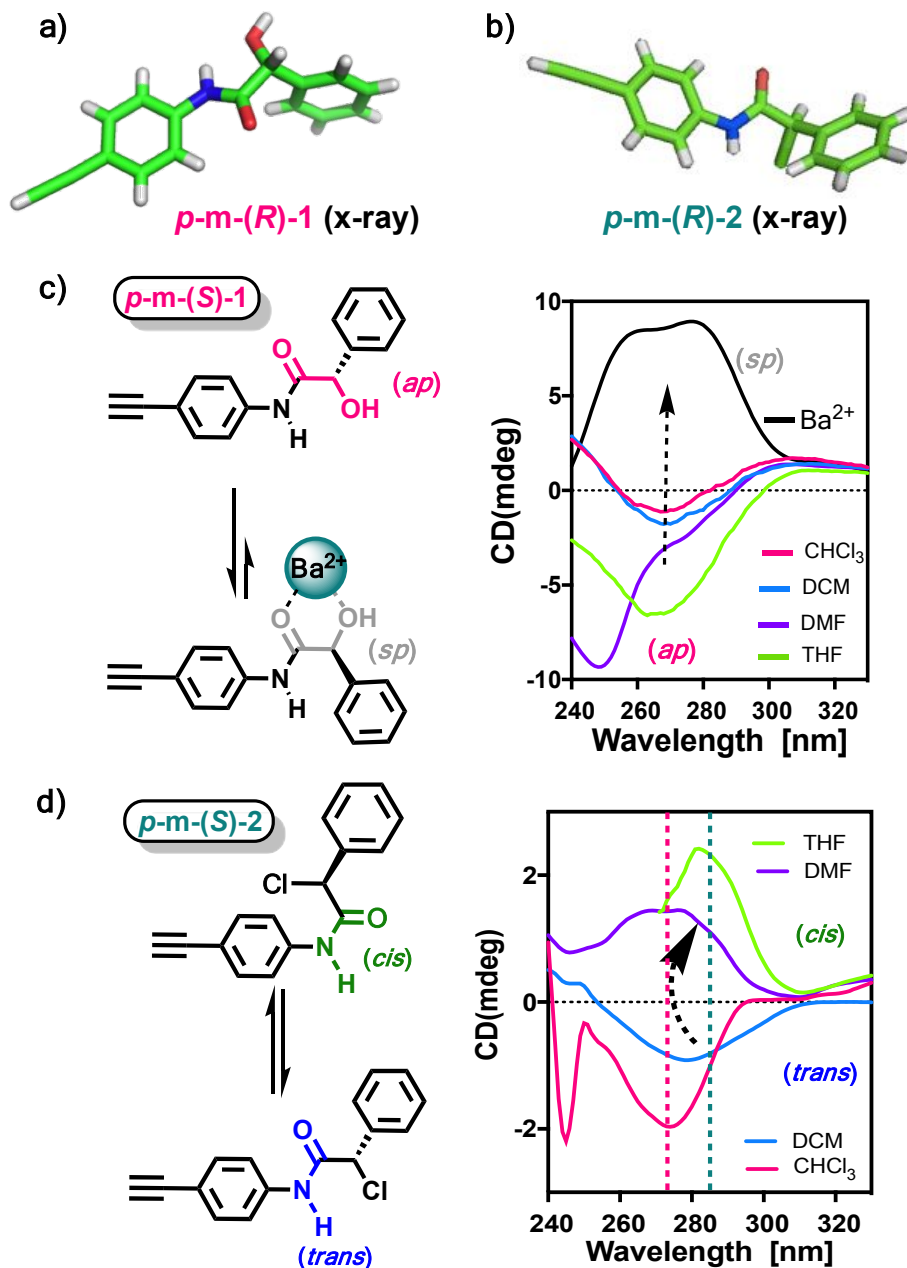 a)
b)
p-m-(R)-1 (x-ray)
p-m-(R)-2 (x-ray)
c)
p-m-(S)-1
O
(ap)
N
H
OH
Ba2+
O
OH
(sp)
N
H
10
5
0
-5
-10
CD(mdeg)
(sp)
Ba2+
CHCl3
DCM
DMF
THF
(ap)
240 260 280 300 320
Wavelength [nm]
d)
p-m-(S)-2
Cl
O
N
H
(cis)
O
N
H
Cl
(trans)
2
0
-2
CD(mdeg)
THF
DMF
(cis)
(trans)
DCM
CHCl3
240 260 280 300 320
Wavelength [nm]